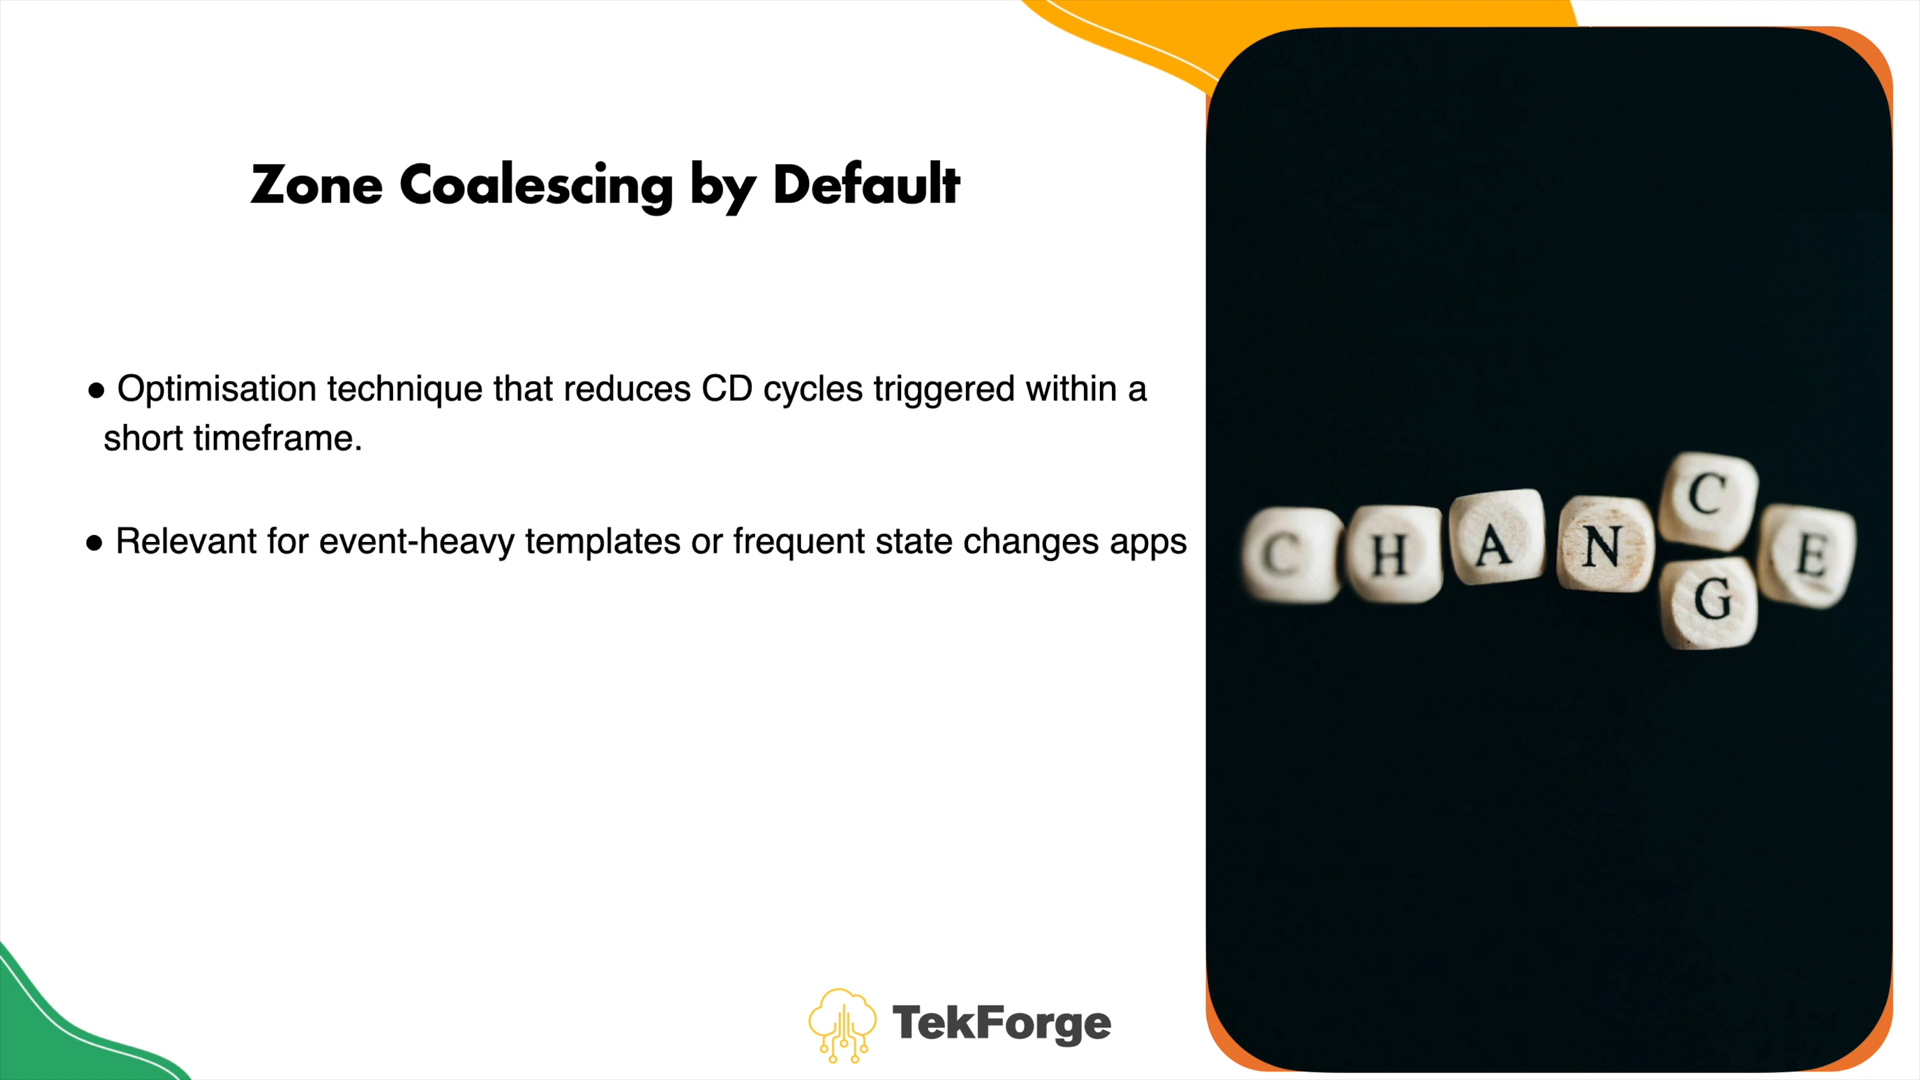 Zone Coalescing by Default
● Optimisation technique that reduces CD cycles triggered within a
short timeframe.
● Relevant for event-heavy templates or frequent state changes apps
C
C H A N E
G
TekForge